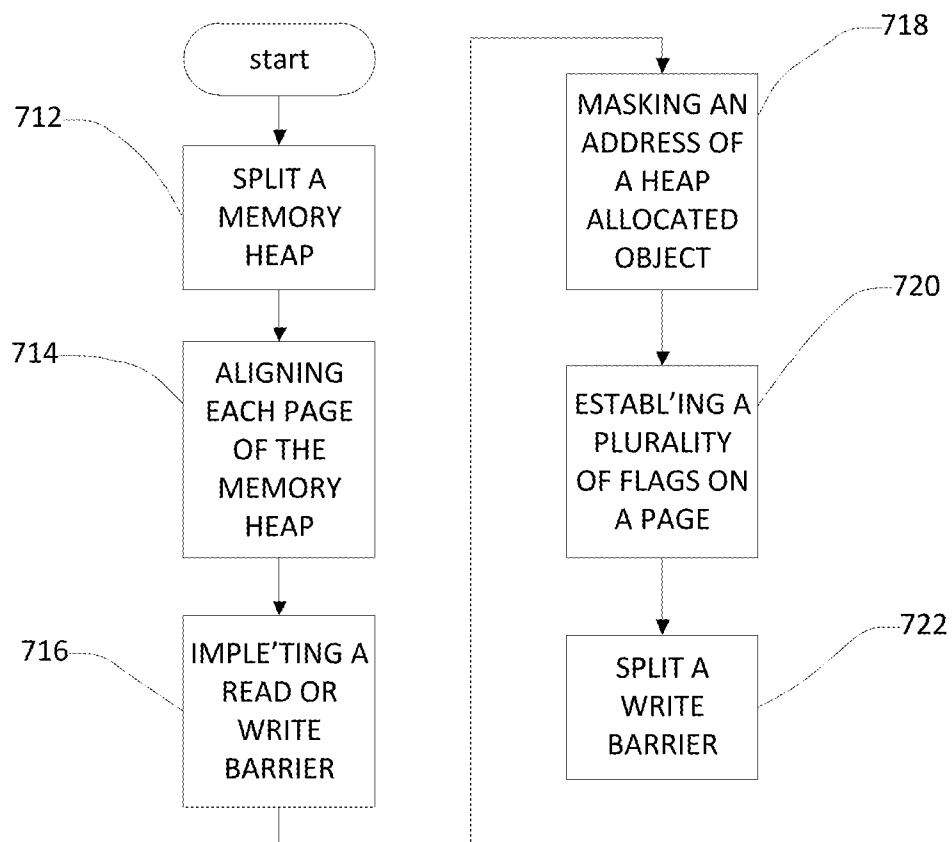 start
712
SPLIT A
MEMORY
HEAP
714
ALIGNING
EACH PAGE
OF THE
MEMORY
HEAP
716
IMPLE'TING A
READ OR
WRITE
BARRIER
718
MASKING AN
ADDRESS OF
A HEAP
ALLOCATED
OBJECT
720
ESTABL'ING A
PLURALITY
OF FLAGS ON
A PAGE
722
SPLIT A
WRITE
BARRIER